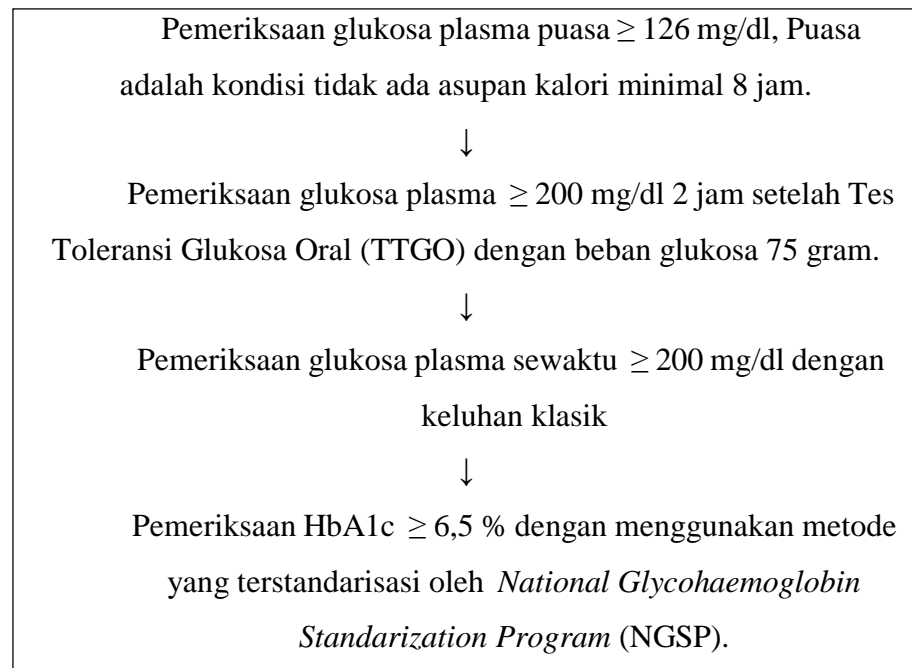 Pemeriksaan glukosa plasma puasa ≥ 126 mg/dl, Puasa
adalah kondisi tidak ada asupan kalori minimal 8 jam.
↓
Pemeriksaan glukosa plasma ≥ 200 mg/dl 2 jam setelah Tes
Toleransi Glukosa Oral (TTGO) dengan beban glukosa 75 gram.
↓
Pemeriksaan glukosa plasma sewaktu ≥ 200 mg/dl dengan
keluhan klasik
↓
Pemeriksaan HbA1c ≥ 6,5 % dengan menggunakan metode
yang terstandarisasi oleh National Glycohaemoglobin
Standarization Program (NGSP).